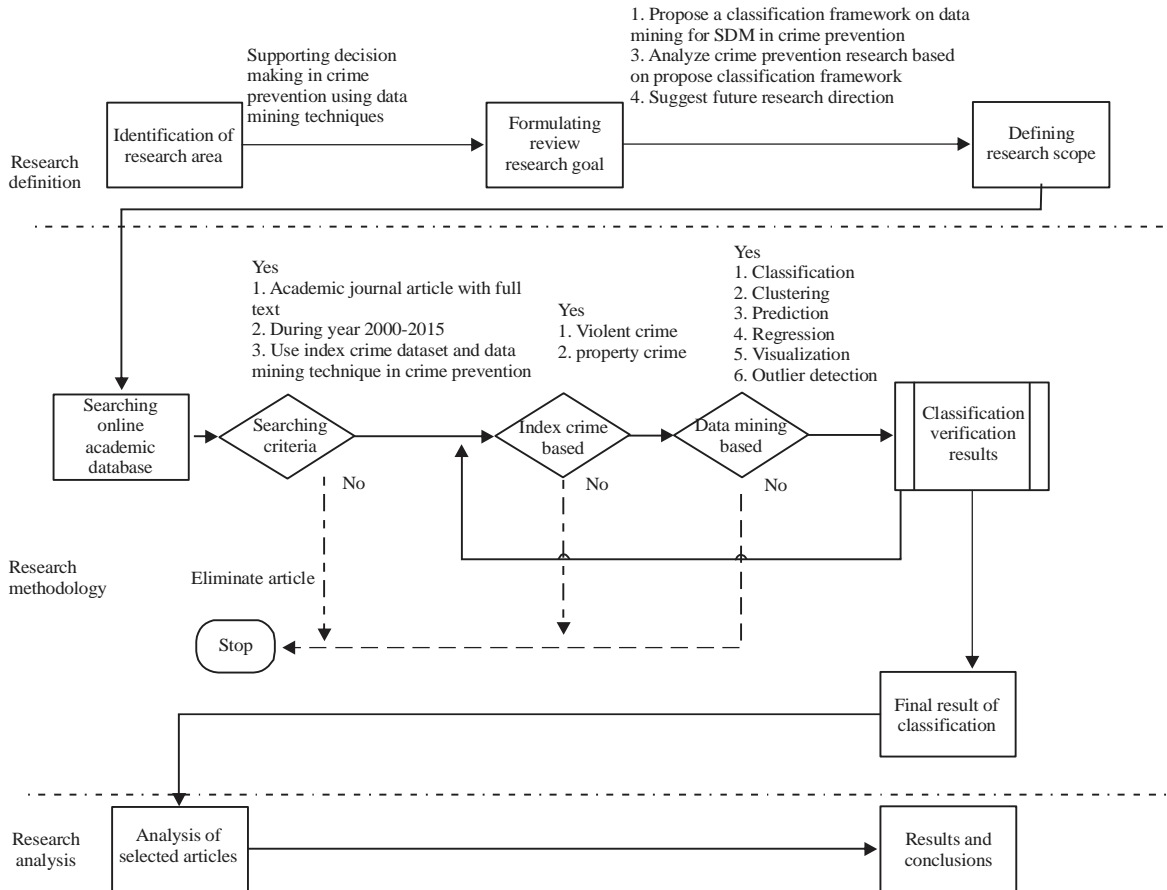 Supporting decision
making in crime
prevention using data
mining techniques
1. Propose a classification framework on data
mining for SDM in crime prevention
3. Analyze crime prevention research based
on propose classification framework
4. Suggest future research direction
Research
definition
Identification of
research area
Formulating
review
research goal
Defining
research scope
Yes
1. Academic journal article with full
text
2. During year 2000-2015
3. Use index crime dataset and data
mining technique in crime prevention
Yes
1. Violent crime
2. property crime
Yes
1. Classification
2. Clustering
3. Prediction
4. Regression
5. Visualization
6. Outlier detection
Searching
online
academic
database
Searching
criteria
Index crime
based
Data mining
based
Classification
verification
results
No
No
No
Research
methodology
Eliminate article
Stop
Final result of
classification
Research
analysis
Analysis of
selected articles
Results and
conclusions